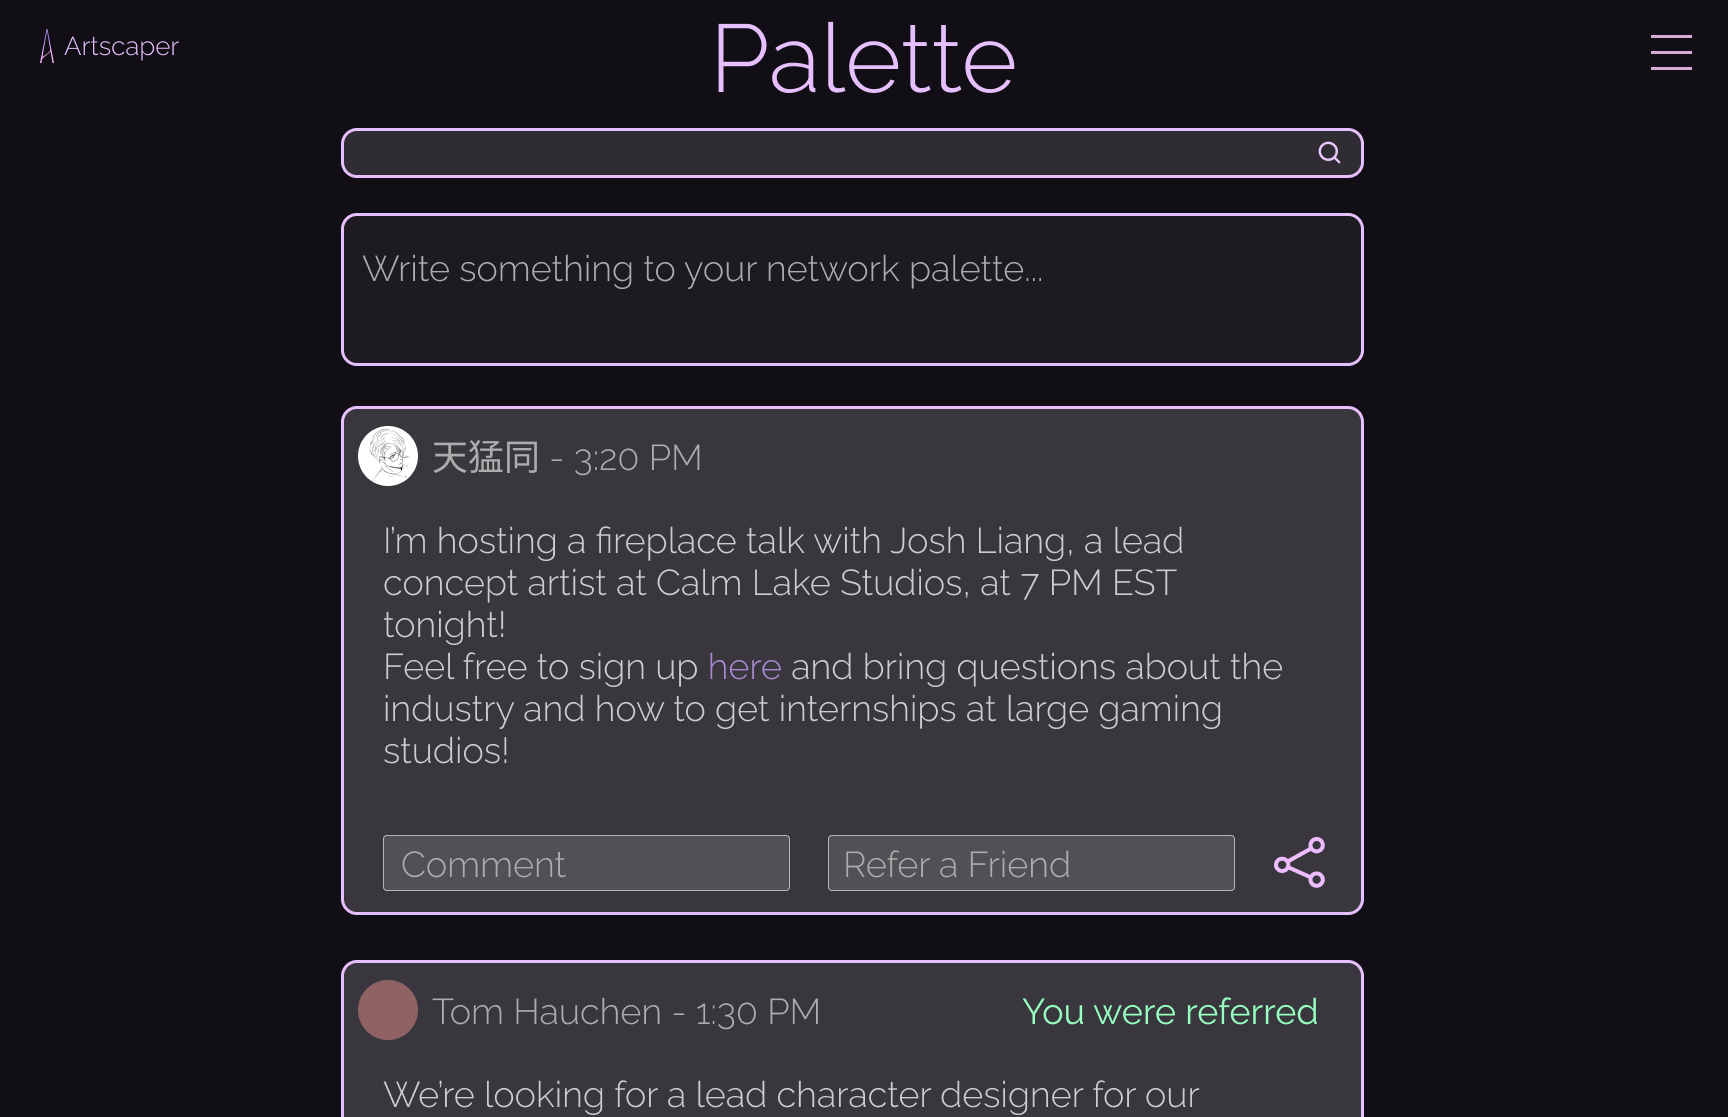 Artscaper
Palette
Write something to your network palette...
天猛同 - 3:20 PM
I'm hosting a fireplace talk with Josh Liang, a lead
concept artist at Calm Lake Studios, at 7 PM EST
tonight!
Feel free to sign up here and bring questions about the
industry and how to get internships at large gaming
studios!
Comment
Refer a Friend
Tom Hauchen - 1:30 PM
You were referred
We're looking for a lead character designer for our